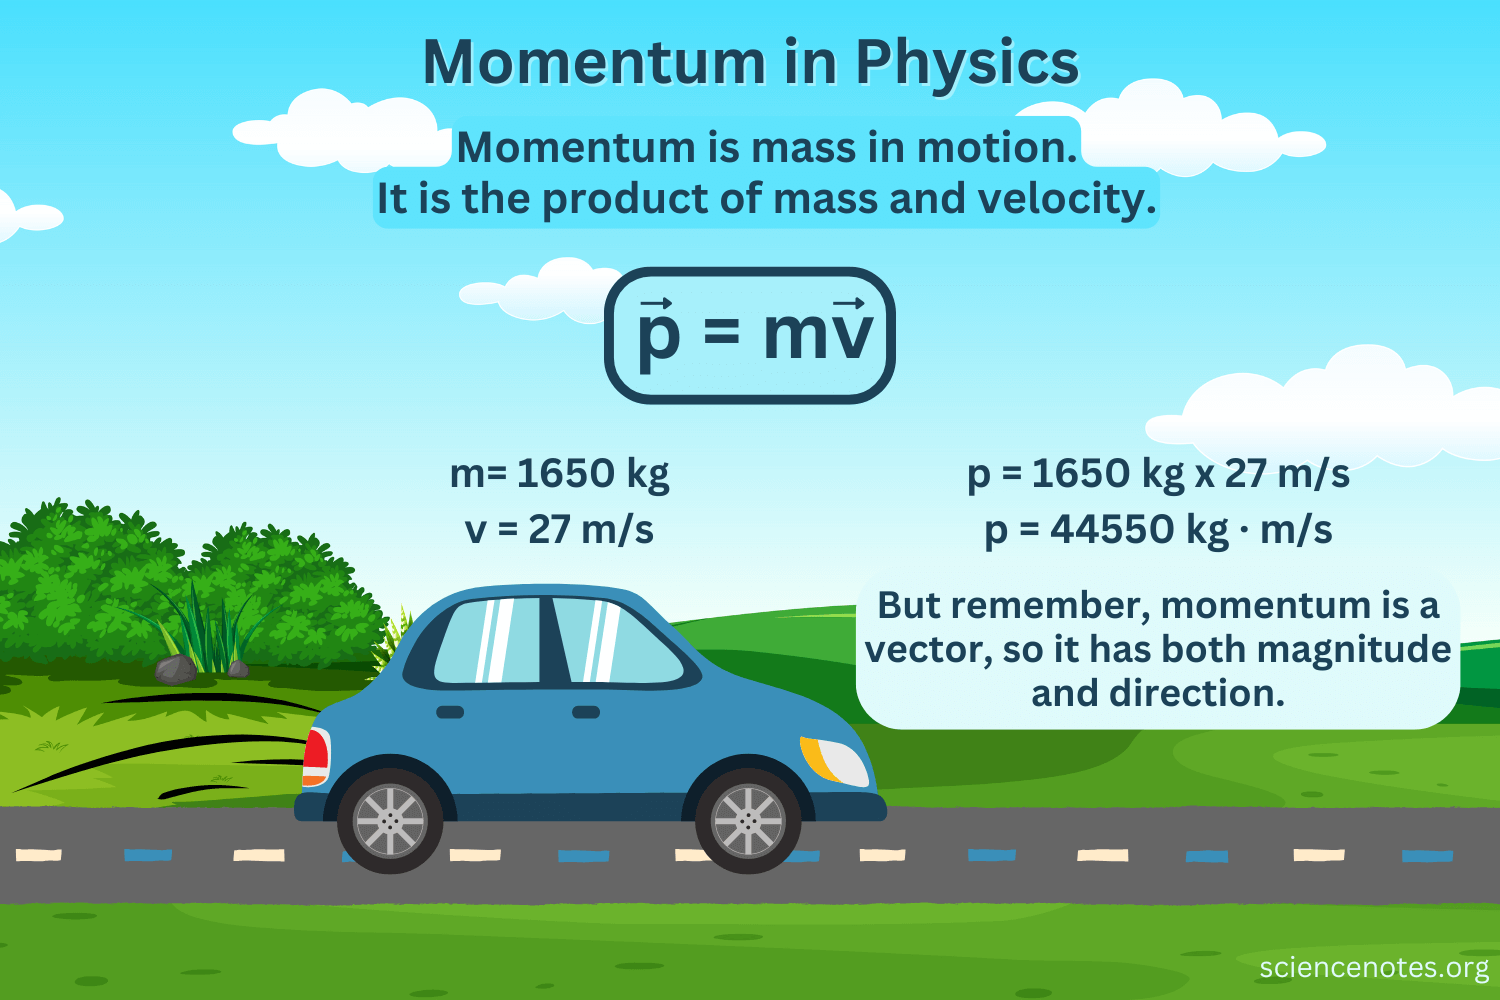 Momentum in Physics
Momentum is mass in motion.
It is the product of mass and velocity.
p⃗ = mv⃗
m= 1650 kg
v = 27 m/s
p = 1650 kg x 27 m/s
p = 44550 kg · m/s
But remember, momentum is a
vector, so it has both magnitude
and direction.
sciencenotes.org